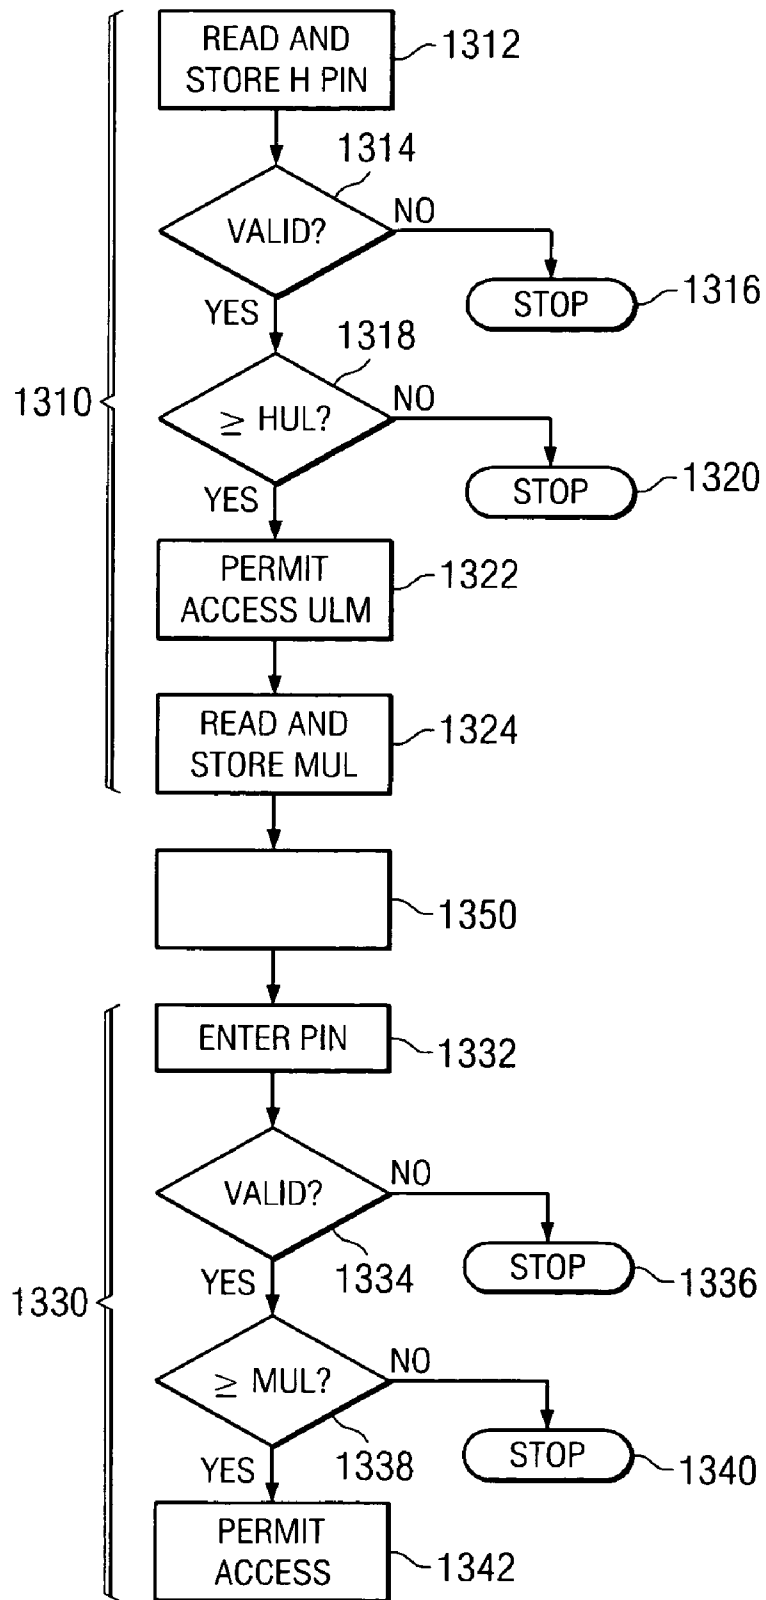 READ AND
STORE H PIN
1312
1314
VALID?
NO
STOP
1316
YES
1318
1310
≥ HUL?
NO
STOP
1320
YES
PERMIT
ACCESS ULM
1322
READ AND
STORE MUL
1324
1350
ENTER PIN
1332
VALID?
NO
1334
STOP
1336
YES
1330
≥ MUL?
NO
1338
STOP
1340
YES
PERMIT
ACCESS
1342